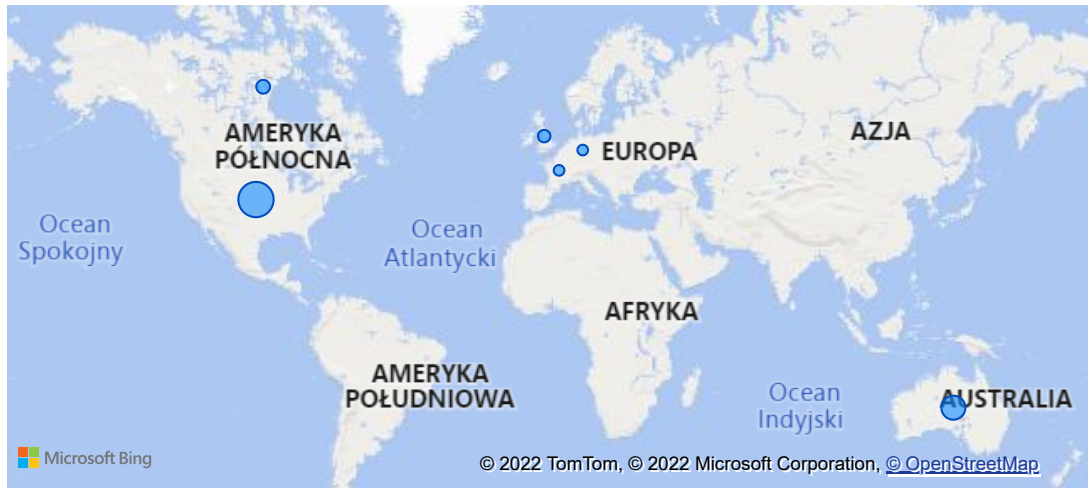 AMERYKA
PÓŁNOCNA
EUROPA
AZJA
Ocean
Spokojny
Ocean
Atlantycki
AFRYKA
AMERYKA
POŁUDNIOWA
Ocean
Indyjski
AUSTRALIA
Microsoft Bing
© 2022 TomTom, © 2022 Microsoft Corporation, © OpenStreetMap